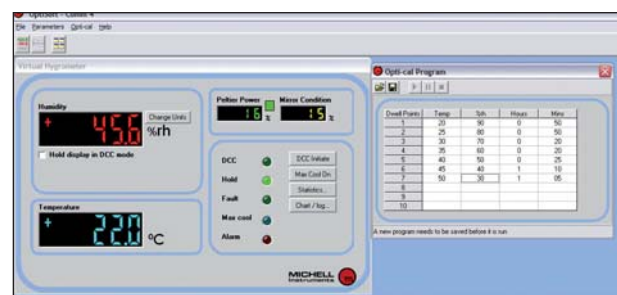 OptiSoft - Comm 4
File Parameters Opti-cal Help
Virtual Hygrometer
Humidity
+ 45.6 %rh
Change Units
Hold display in DCC mode
Temperature
+ 22.0 °C
Peltier Power Mirror Condition
16 % 15 %
DCC DCC Initiate
Hold Max Cool On
Fault Statistics...
Max cool Chart / log...
Alarm
MICHELL
Instruments
Opti-cal Program
Dwell Points Temp %rh Hours Mins
1 20 90 0 50
2 25 80 0 50
3 30 70 0 20
4 35 60 0 20
5 40 50 0 25
6 45 40 1 10
7 50 30 1 05
8
9
10
A new program needs to be saved before it is run